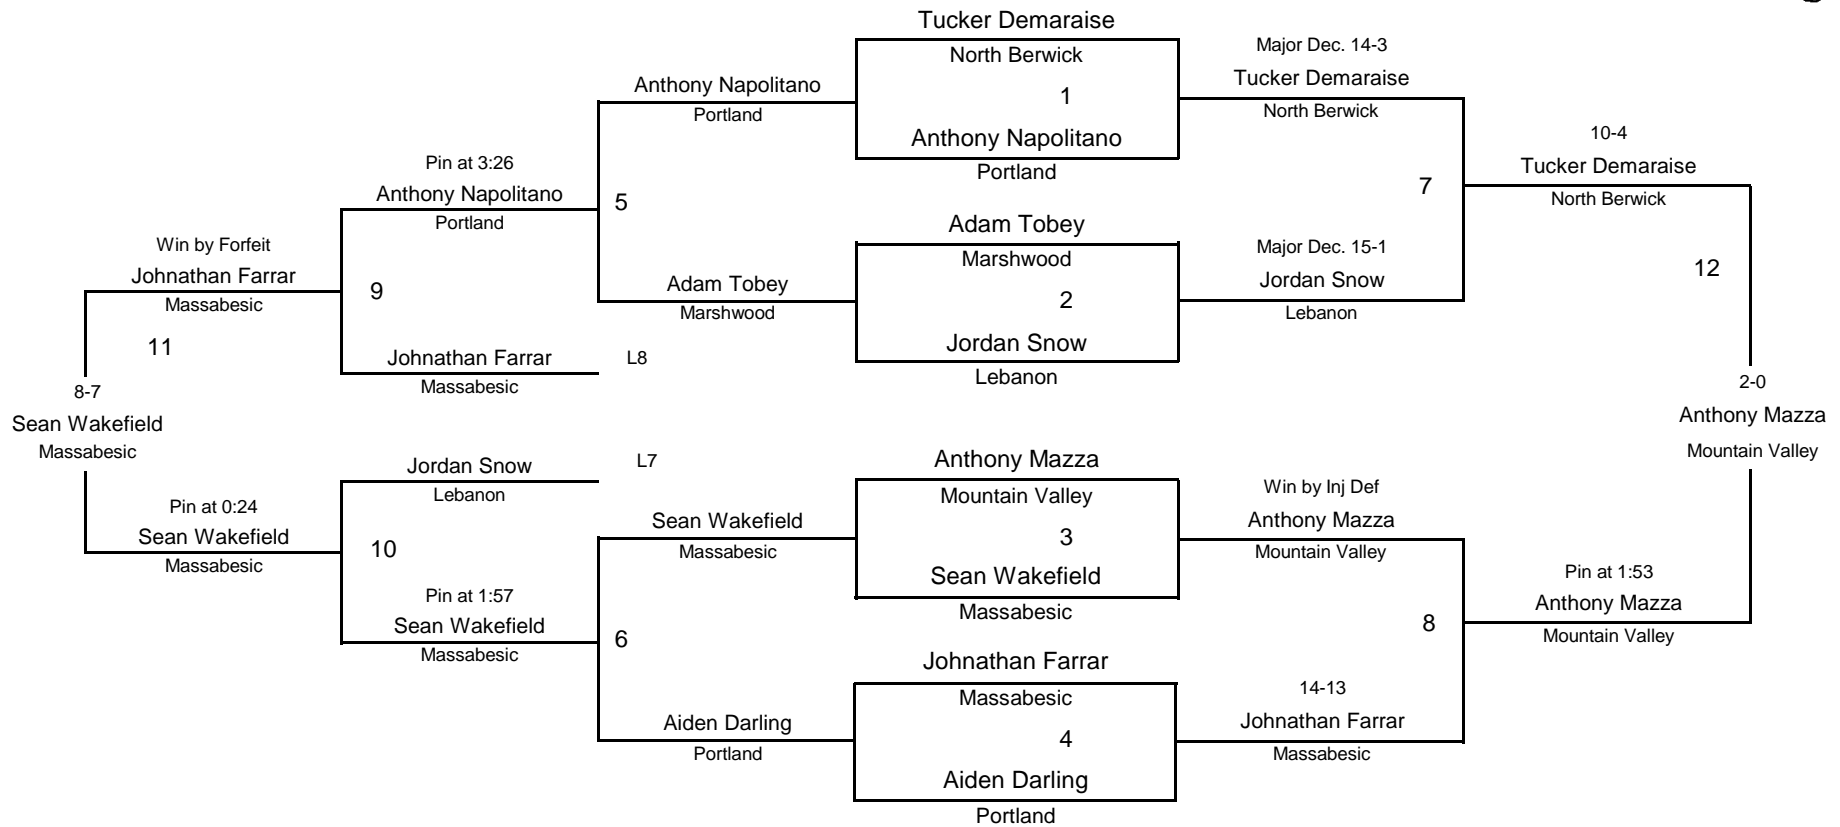 Tucker Demaraise
North Berwick
1
Anthony Napolitano
Portland
Major Dec. 14-3
Tucker Demaraise
North Berwick
Anthony Napolitano
Portland
10-4
Tucker Demaraise
North Berwick
Pin at 3:26
Anthony Napolitano
Portland
5
7
Adam Tobey
Marshwood
2
Jordan Snow
Lebanon
Major Dec. 15-1
Jordan Snow
Lebanon
Win by Forfeit
Johnathan Farrar
Massabesic
9
Adam Tobey
Marshwood
12
11
Johnathan Farrar
Massabesic
L8
8-7
Sean Wakefield
Massabesic
2-0
Anthony Mazza
Mountain Valley
Jordan Snow
Lebanon
L7
Anthony Mazza
Mountain Valley
3
Sean Wakefield
Massabesic
Win by Inj Def
Anthony Mazza
Mountain Valley
Pin at 0:24
Sean Wakefield
Massabesic
10
Sean Wakefield
Massabesic
Pin at 1:57
Sean Wakefield
Massabesic
6
8
Pin at 1:53
Anthony Mazza
Mountain Valley
Johnathan Farrar
Massabesic
4
Aiden Darling
Portland
14-13
Johnathan Farrar
Massabesic
Aiden Darling
Portland